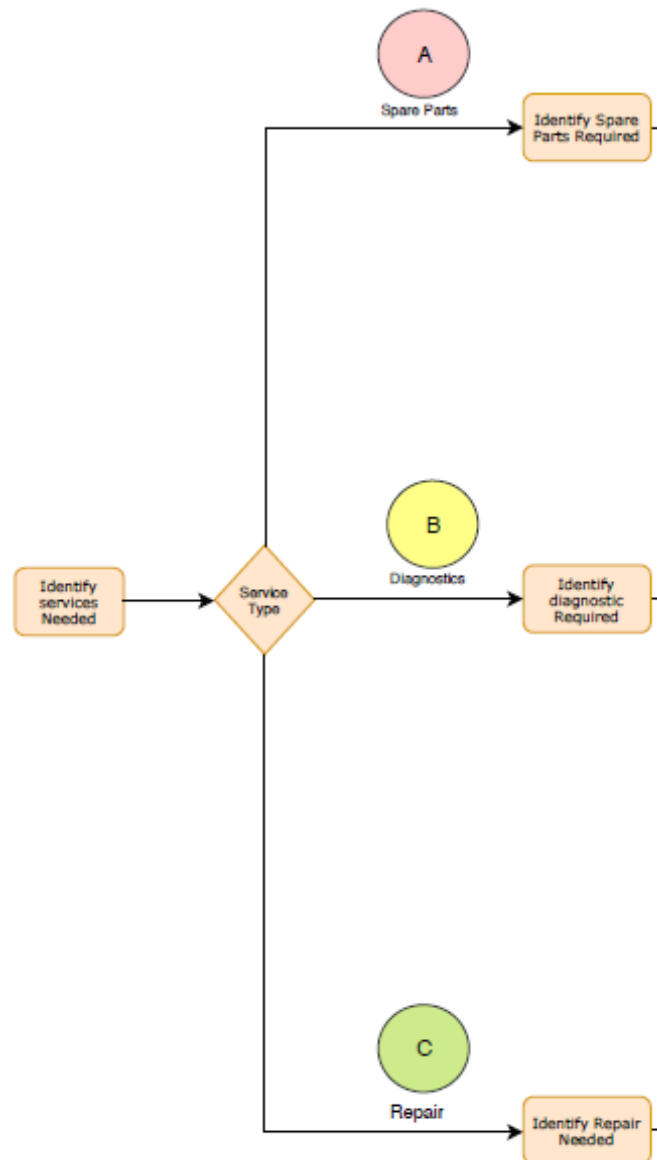 A
Spare Parts
Identify Spare
Parts Required
B
Diagnostics
Identify
services
Needed
Service
Type
Identify
diagnostic
Required
C
Repair
Identify Repair
Needed